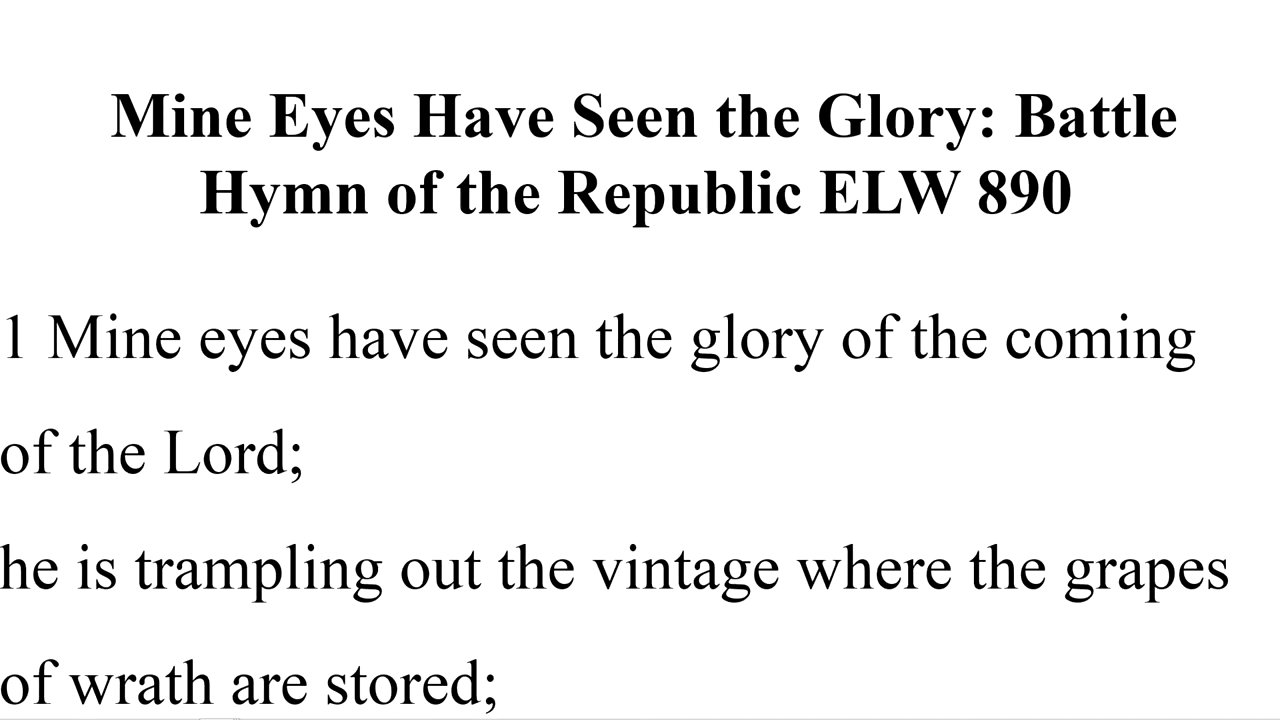 Mine Eyes Have Seen the Glory: Battle
Hymn of the Republic ELW 890
1 Mine eyes have seen the glory of the coming
of the Lord;
he is trampling out the vintage where the grapes
of wrath are stored;